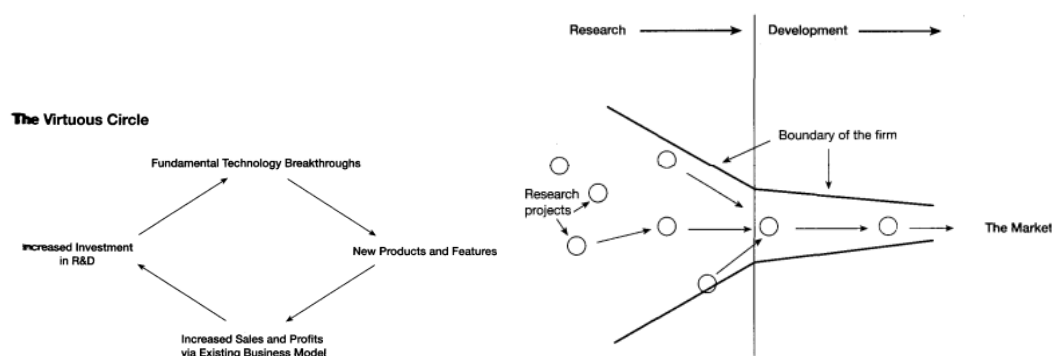 The Virtuous Circle
Fundamental Technology Breakthroughs
Increased Investment
in R&D
New Products and Features
Increased Sales and Profits
via Existing Business Model
Research
Development
Boundary of the firm
Research
projects
The Market